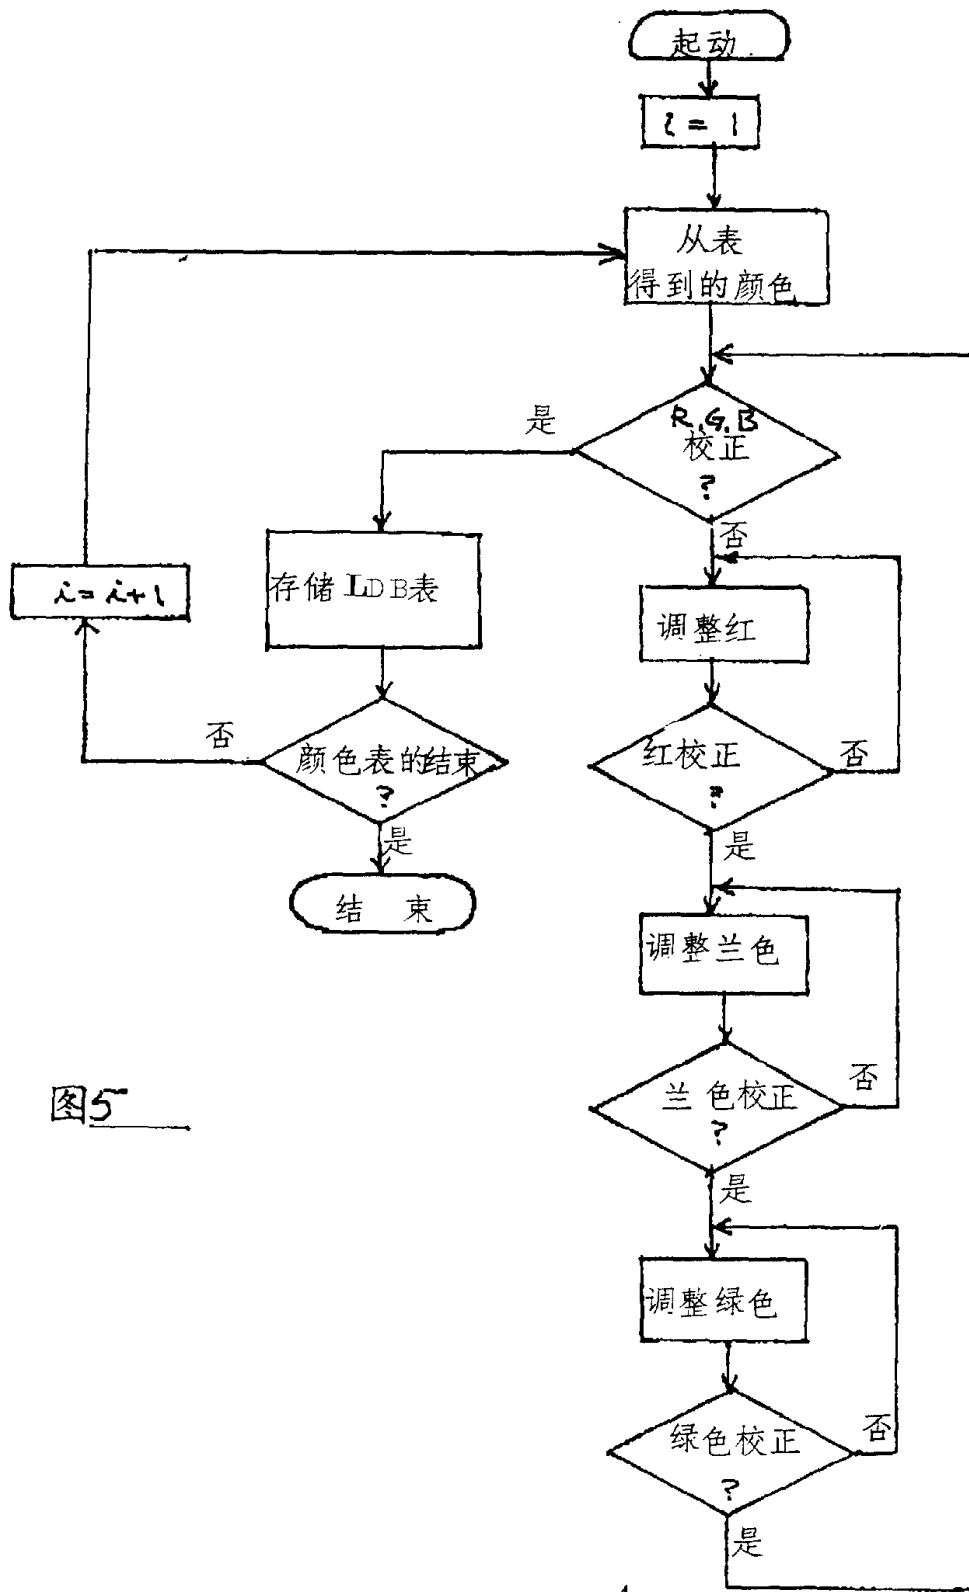 起动
i = 1
从表
得到的颜色
R.G.B
校正
?
是
否
存储LDB表
i=i+1
调整红
否
颜色表的结束
?
红校正
?
否
是
是
结 束
调整兰色
兰色校正
?
否
图5
是
调整绿色
绿色校正
?
否
是